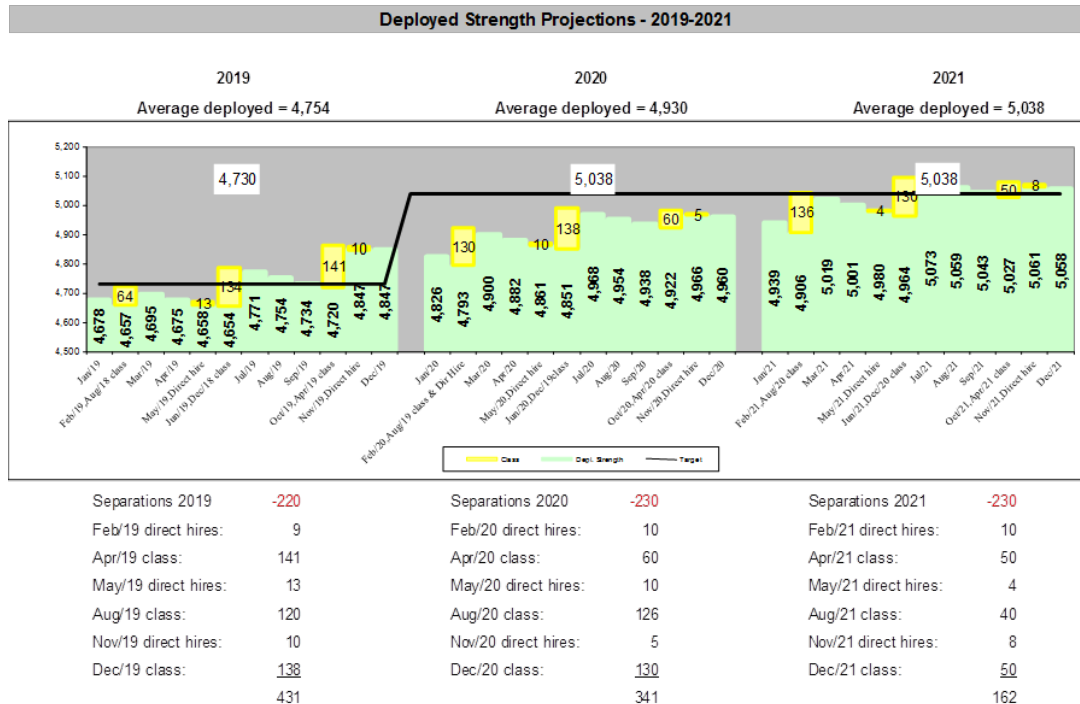 Deployed Strength Projections - 2019-2021
2019 2020 2021
Average deployed = 4,754 Average deployed = 4,930 Average deployed = 5,038
5,200
5,100
5,000
4,900
4,800
4,700
4,600
4,500
4,730 5,038 5,038
64 13 134 141 10 130 10 138 60 5 136 4 136 50 8
4,678 4,657 4,695 4,675 4,658 4,654 4,771 4,754 4,734 4,720 4,847 4,847
4,826 4,793 4,900 4,882 4,861 4,851 4,968 4,954 4,938 4,922 4,966 4,960
4,939 4,906 5,019 5,001 4,980 4,964 5,073 5,059 5,043 5,027 5,061 5,058
Jan/19
Feb/19,Aug/18 class
Mar/19
Apr/19
May/19,Direct hire
Jun/19,Dec/18 class
Jul/19
Aug/19
Sep/19
Oct/19,Apr/19 class
Nov/19,Direct hire
Dec/19
Jan/20
Feb/20,Aug/19 class & Dir Hire
Mar/20
Apr/20
May/20,Direct hire
Jun/20,Dec/19class
Jul/20
Aug/20
Sep/20
Oct/20,Apr/20 class
Nov/20,Direct hire
Dec/20
Jan/21
Feb/21,Aug/20 class
Mar/21
Apr/21
May/21,Direct hire
Jun/21,Dec/20 class
Jul/21
Aug/21
Sep/21
Oct/21,Apr/21 class
Nov/21,Direct hire
Dec/21
Class Depl. Strength Target
Separations 2019 -220 Separations 2020 -230 Separations 2021 -230
Feb/19 direct hires: 9 Feb/20 direct hires: 10 Feb/21 direct hires: 10
Apr/19 class: 141 Apr/20 class: 60 Apr/21 class: 50
May/19 direct hires: 13 May/20 direct hires: 10 May/21 direct hires: 4
Aug/19 class: 120 Aug/20 class: 126 Aug/21 class: 40
Nov/19 direct hires: 10 Nov/20 direct hires: 5 Nov/21 direct hires: 8
Dec/19 class: 138 Dec/20 class: 130 Dec/21 class: 50
431 341 162